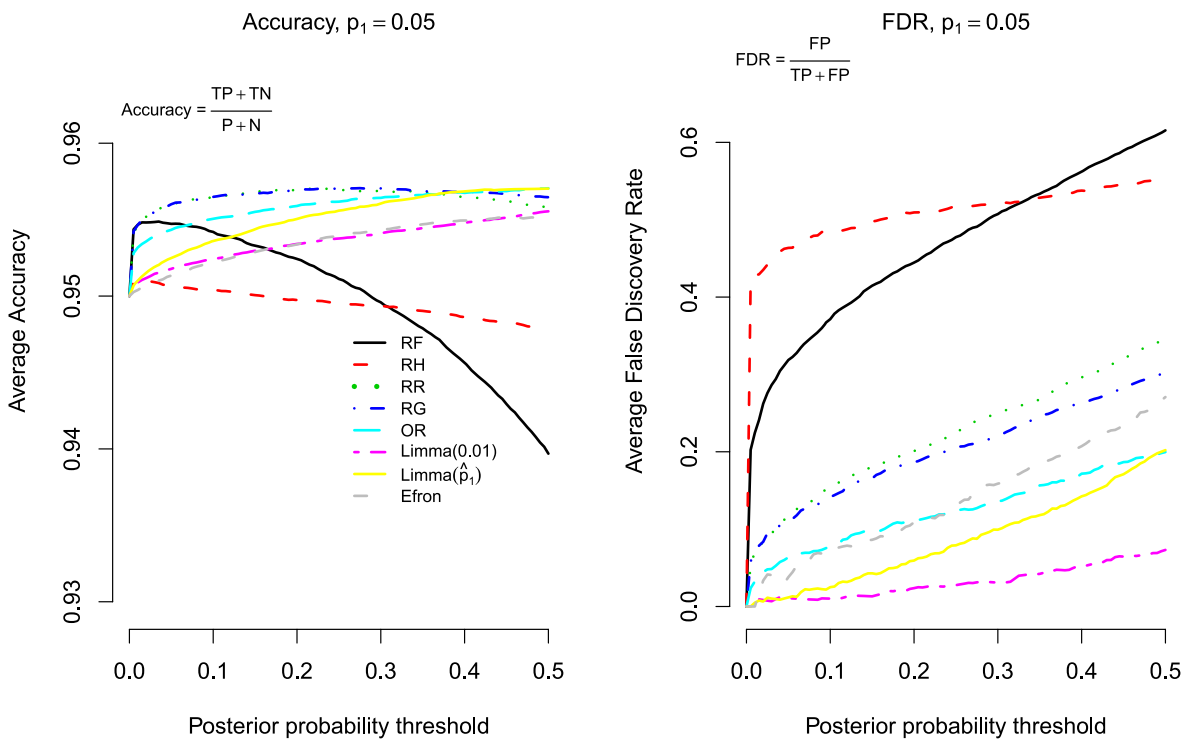 Accuracy, p₁ = 0.05
Accuracy = (TP + TN) / (P + N)
Average Accuracy
0.96
0.95
0.94
0.93
RF
RH
RR
RG
OR
Limma(0.01)
Limma(p̂₁)
Efron
0.0 0.1 0.2 0.3 0.4 0.5
Posterior probability threshold
FDR, p₁ = 0.05
FDR = FP / (TP + FP)
Average False Discovery Rate
0.6
0.4
0.2
0.0
0.0 0.1 0.2 0.3 0.4 0.5
Posterior probability threshold